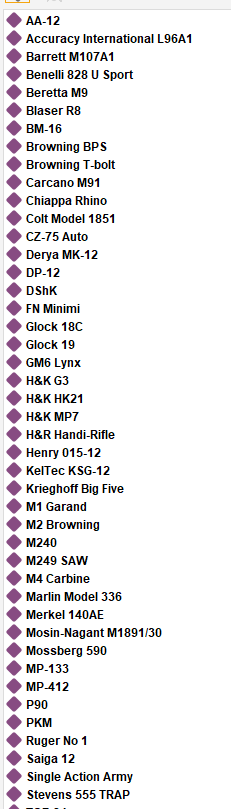 AA-12
Accuracy International L96A1
Barrett M107A1
Benelli 828 U Sport
Beretta M9
Blaser R8
BM-16
Browning BPS
Browning T-bolt
Carcano M91
Chiappa Rhino
Colt Model 1851
CZ-75 Auto
Derya MK-12
DP-12
DShK
FN Minimi
Glock 18C
Glock 19
GM6 Lynx
H&K G3
H&K HK21
H&K MP7
H&R Handi-Rifle
Henry 015-12
KelTec KSG-12
Krieghoff Big Five
M1 Garand
M2 Browning
M240
M249 SAW
M4 Carbine
Marlin Model 336
Merkel 140AE
Mosin-Nagant M1891/30
Mossberg 590
MP-133
MP-412
P90
PKM
Ruger No 1
Saiga 12
Single Action Army
Stevens 555 TRAP